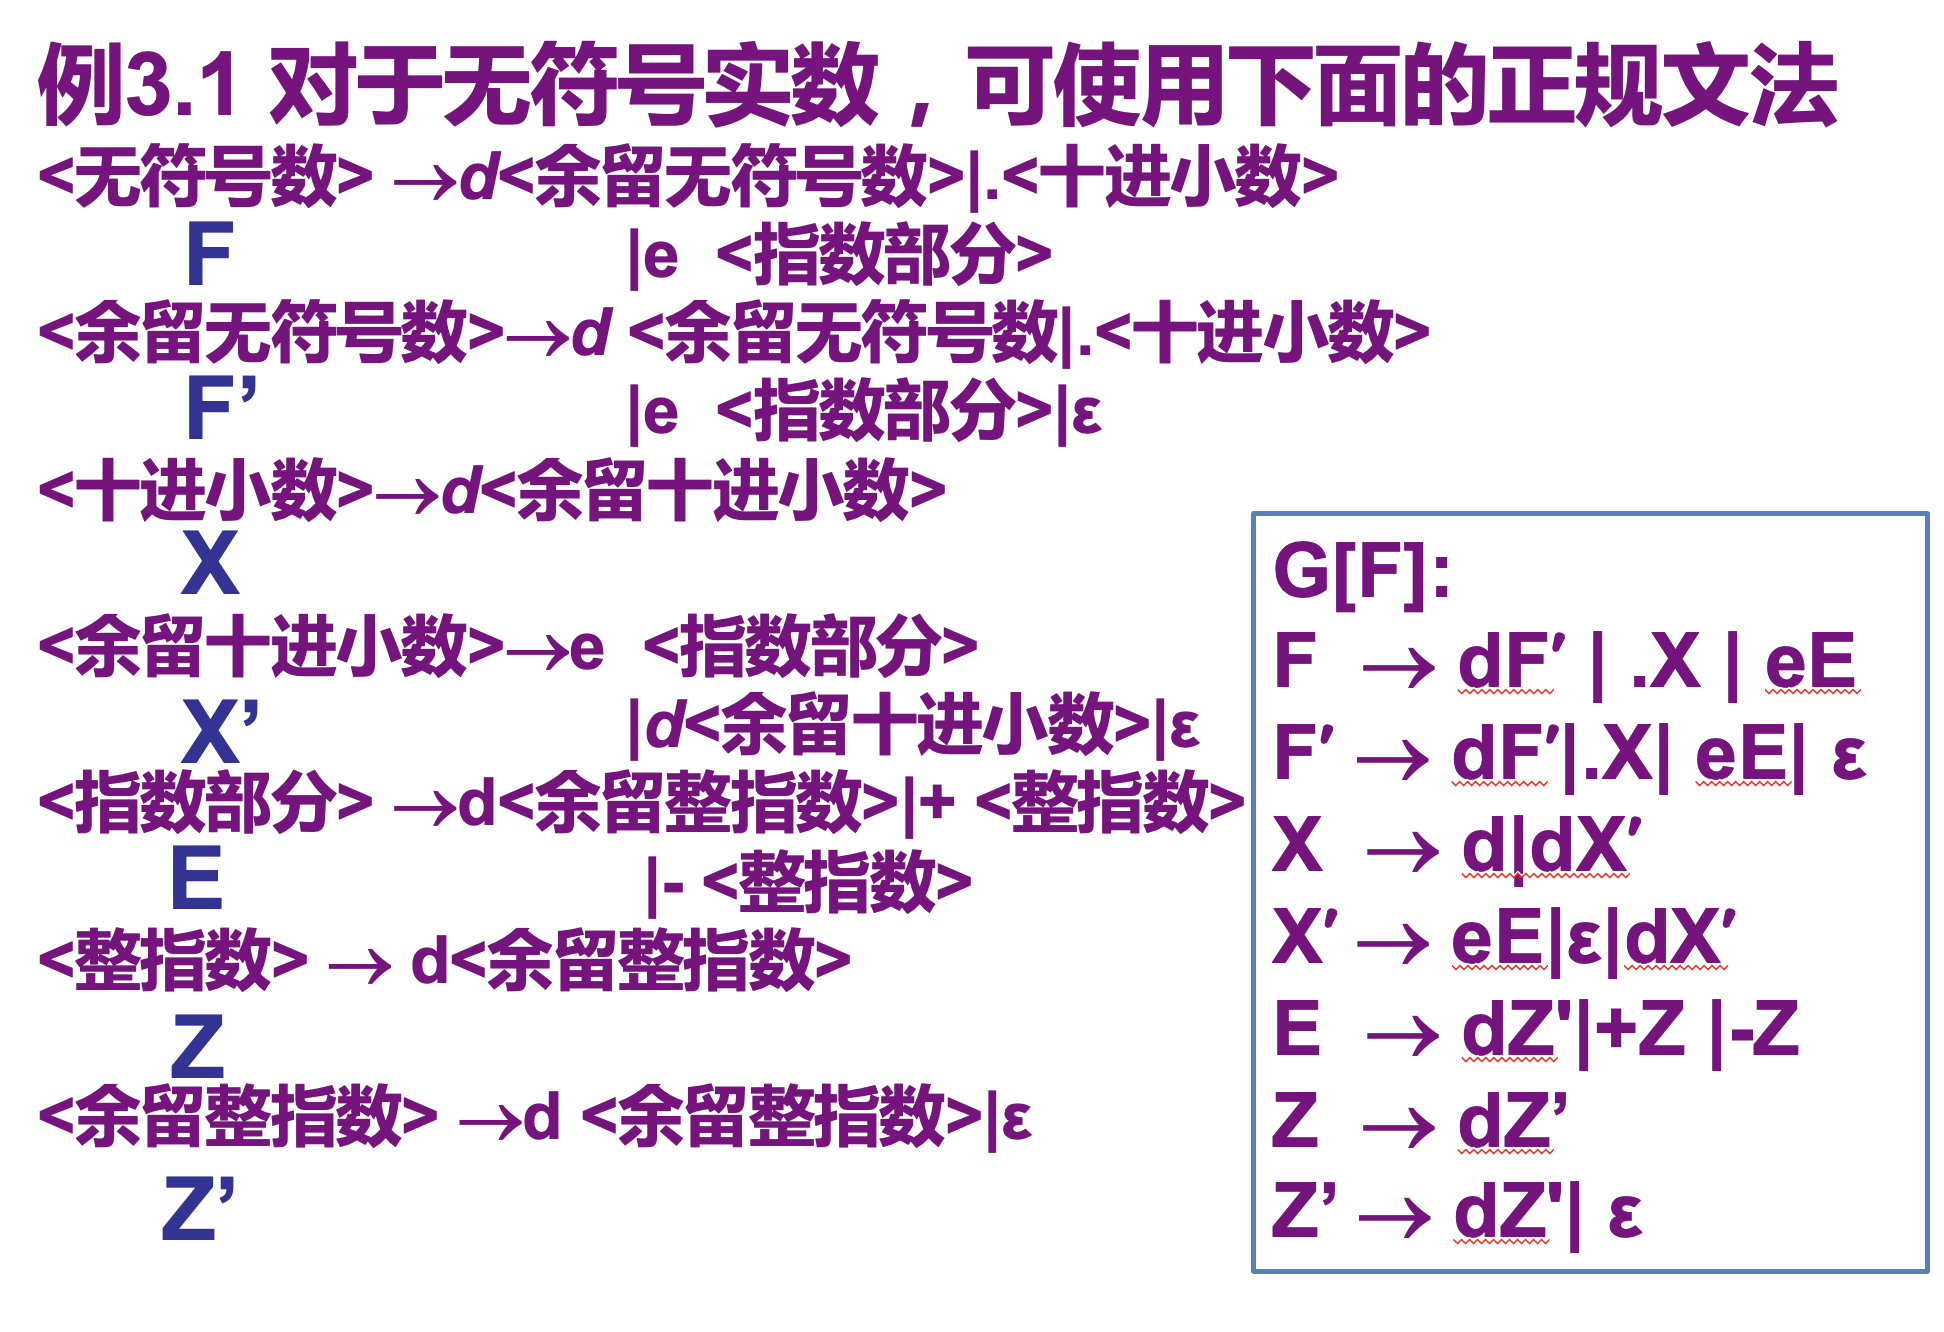 例3.1 对于无符号实数，可使用下面的正规文法
<无符号数> →d<余留无符号数>|.<十进小数>
F |e <指数部分>
<余留无符号数>→d <余留无符号数|.<十进小数>
F’ |e <指数部分>|ε
<十进小数>→d<余留十进小数>
X
<余留十进小数>→e <指数部分>
X’ |d<余留十进小数>|ε
<指数部分> →d<余留整指数>|+ <整指数>
E |- <整指数>
<整指数> → d<余留整指数>
Z
<余留整指数> →d <余留整指数>|ε
Z’
G[F]:
F → dF′ | .X | eE
F′ → dF′|.X| eE| ε
X → d|dX′
X′ → eE|ε|dX′
E → dZ'|+Z |-Z
Z → dZ’
Z’ → dZ'| ε